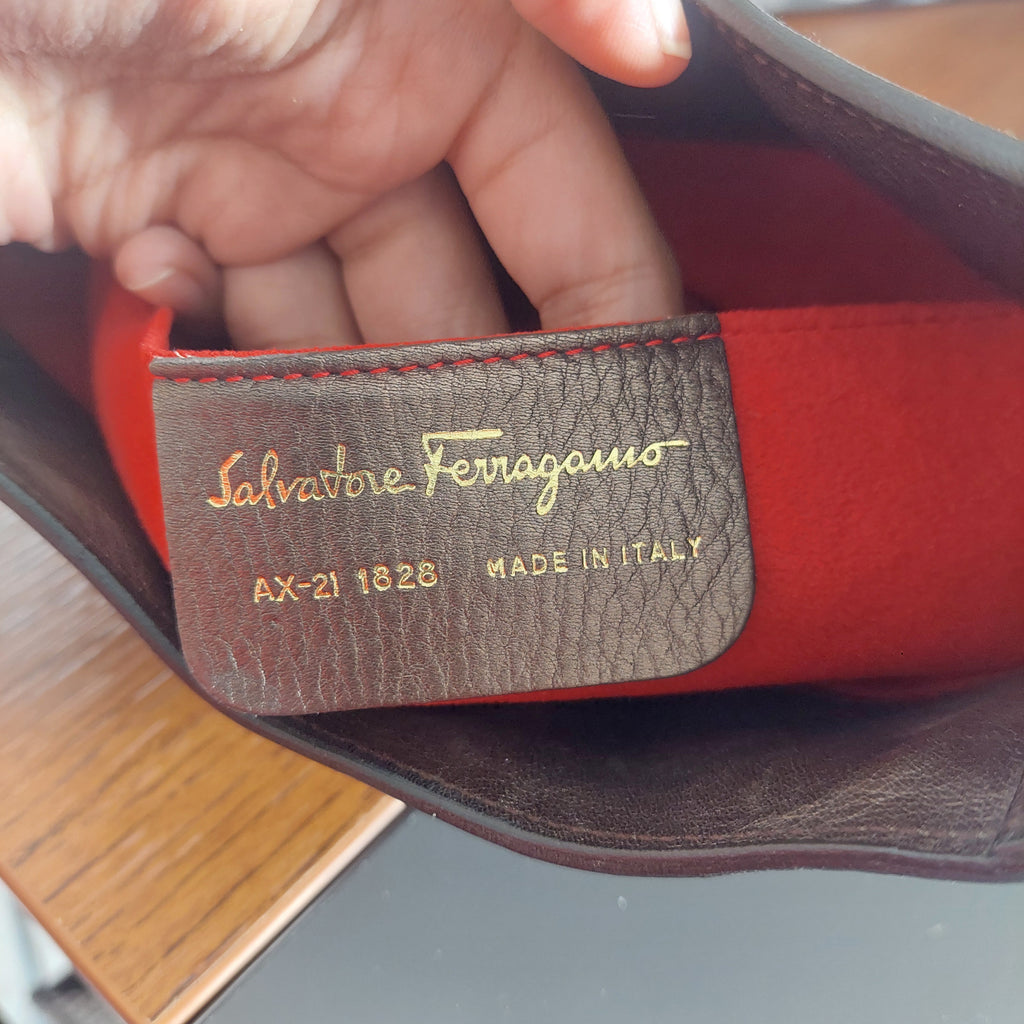 Salvatore Ferragamo
AX-21 1828 MADE IN ITALY